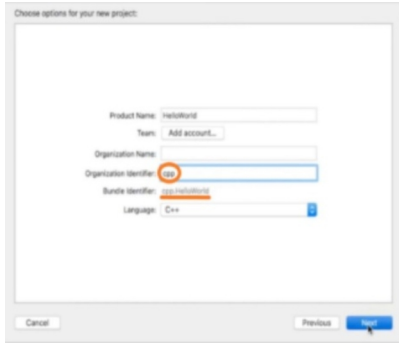 Choose options for your new project:
Product Name: HelloWorld
Team: Add account...
Organization Name:
Organization Identifier: cpp
Bundle Identifier: cpp.HelloWorld
Language: C++
Cancel Previous Next